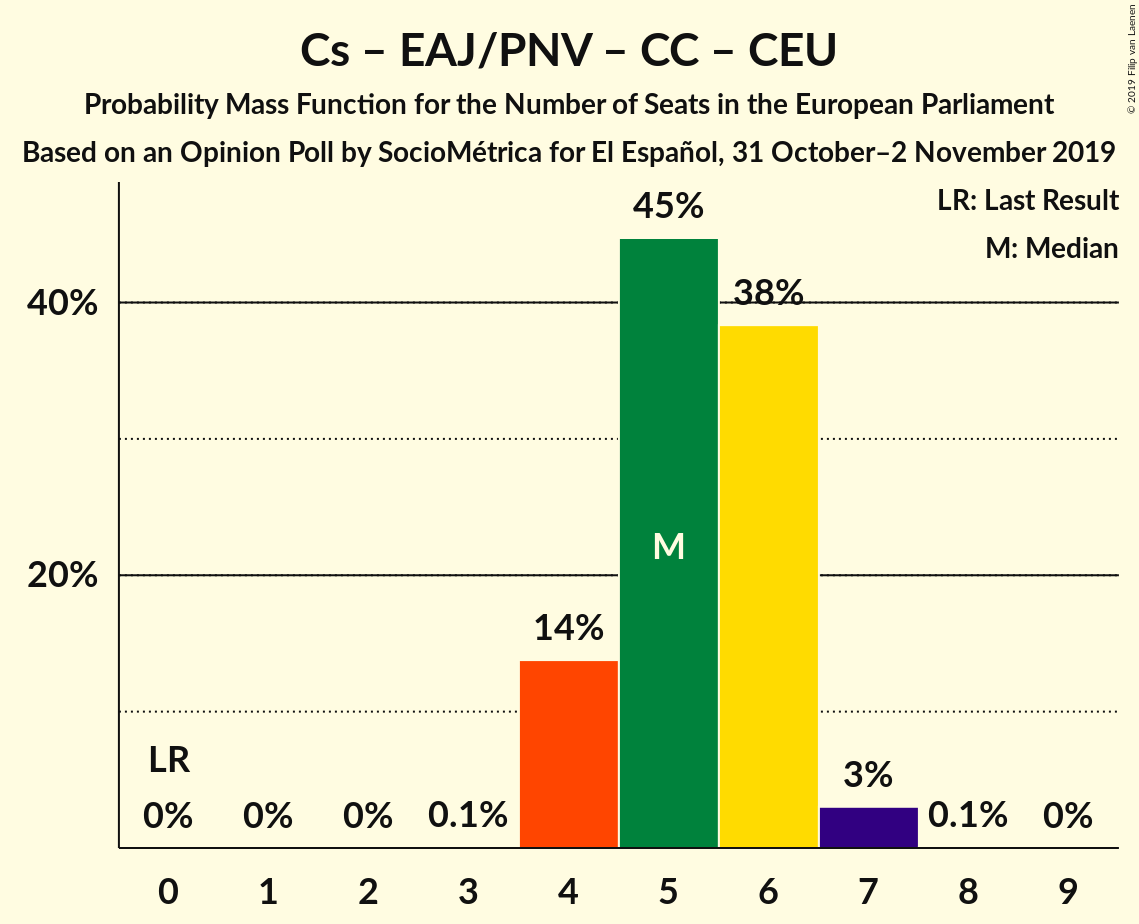 Cs – EAJ/PNV – CC – CEU
Probability Mass Function for the Number of Seats in the European Parliament
Based on an Opinion Poll by SocioMétrica for El Español, 31 October–2 November 2019
© 2019 Filip van Laenen
LR: Last Result
M: Median
45%
40%
38%
M
20%
14%
LR
3%
0%
0%
0%
0.1%
0.1%
0%
0 1 2 3 4 5 6 7 8 9